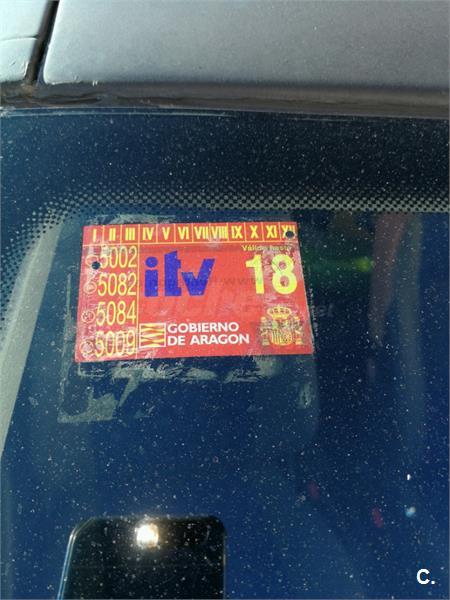 I II III IV V VI VII VIII IX X XI XII
Válido hasta
5002
5082
5084
5009
itv
18
GOBIERNO
DE ARAGON
C.